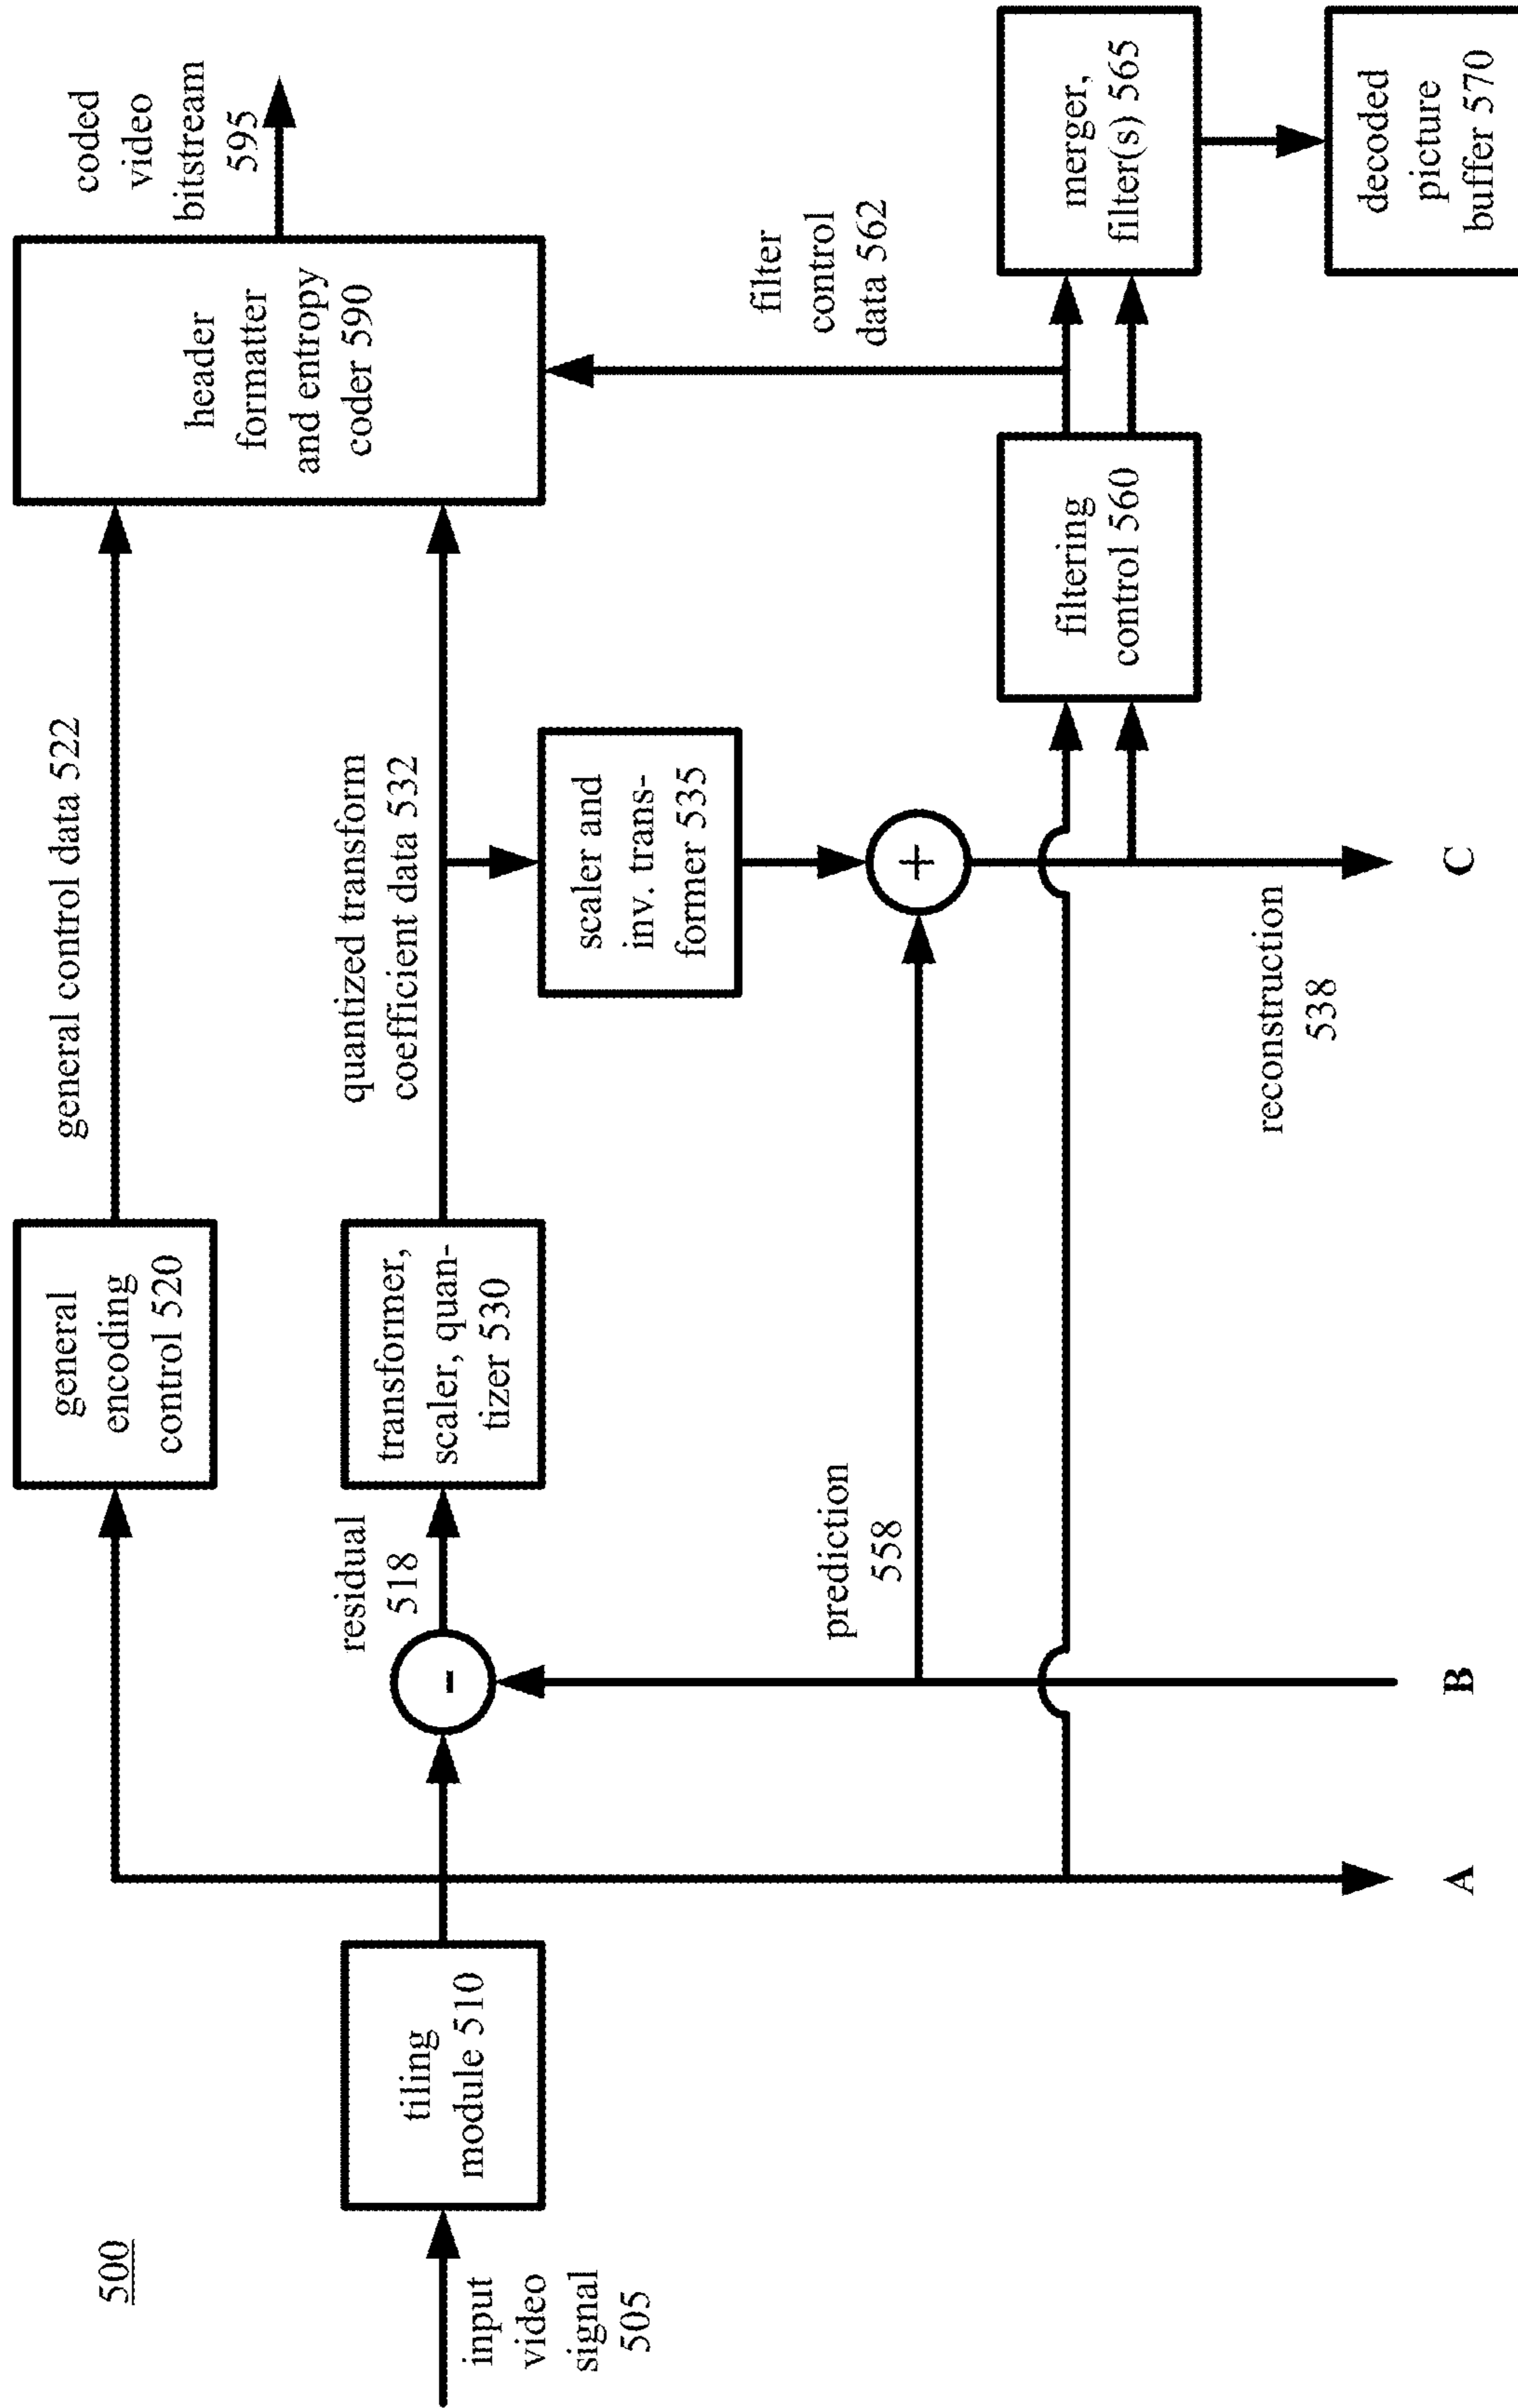 500
input
video
signal
505
tiling
module 510
general
encoding
control 520
general control data 522
residual
518
transformer,
scaler, quan-
tizer 530
quantized transform
coefficient data 532
header
formatter
and entropy
coder 590
coded
video
bitstream
595
scaler and
inv. trans-
former 535
prediction
558
-
+
filter
control
data 562
filtering
control 560
merger,
filter(s) 565
decoded
picture
buffer 570
reconstruction
538
A
B
C